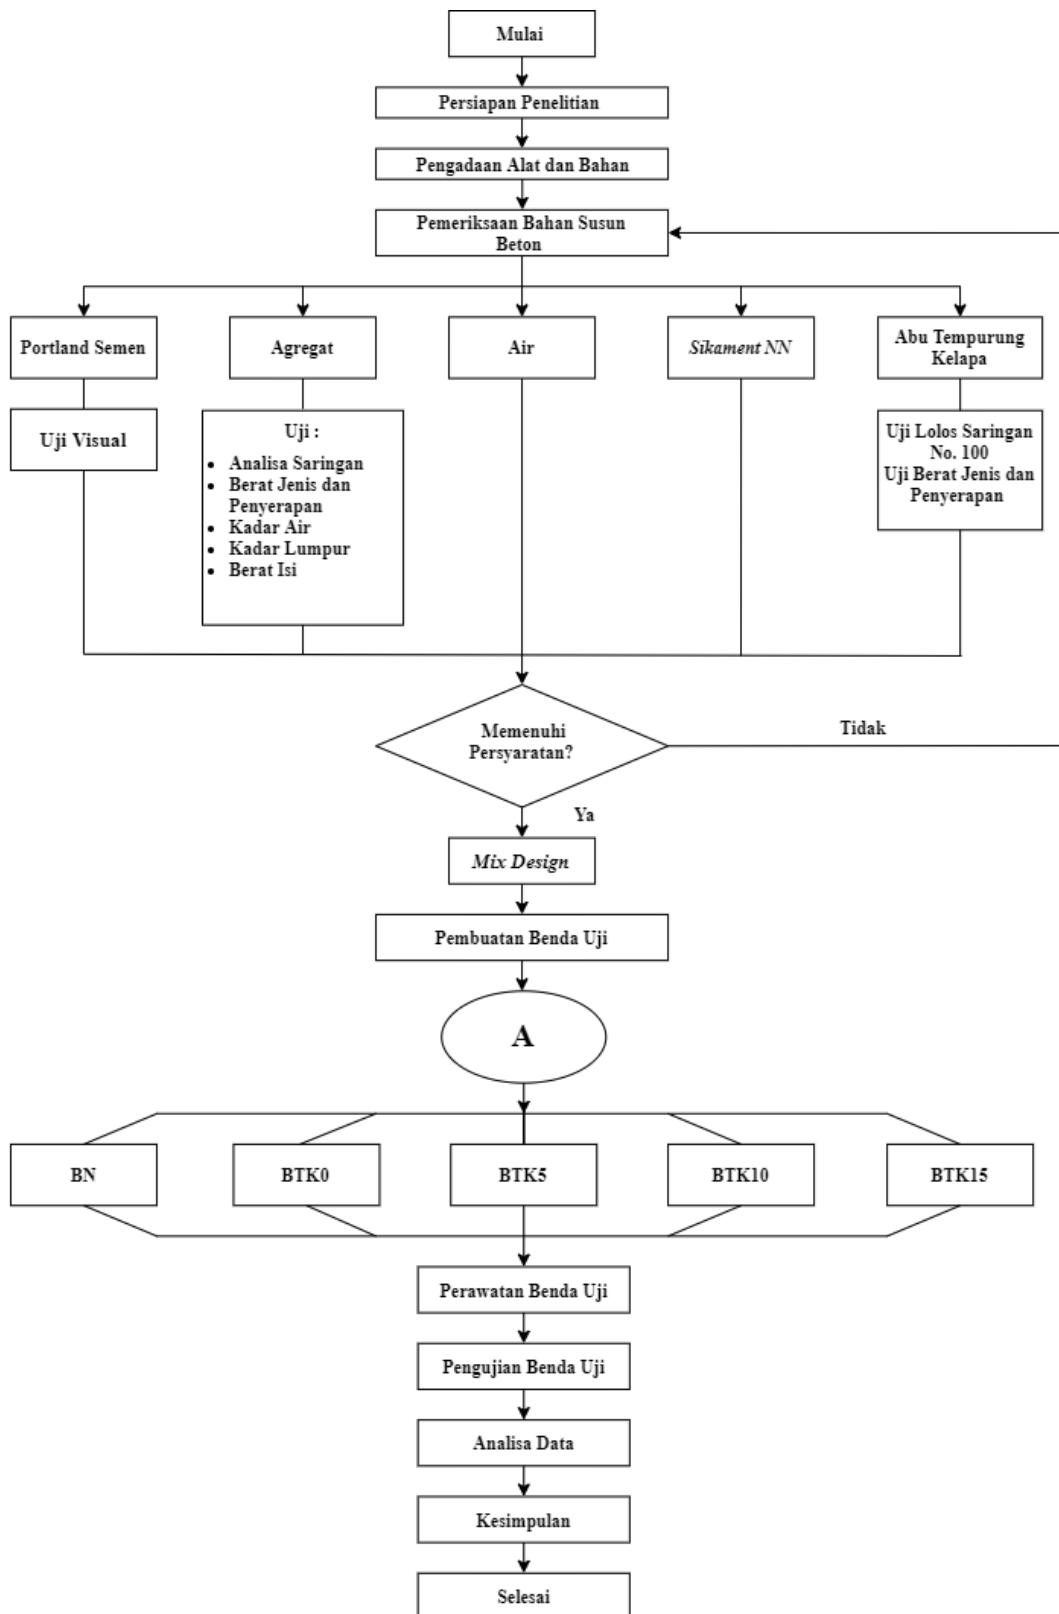 Mulai
Persiapan Penelitian
Pengadaan Alat dan Bahan
Pemeriksaan Bahan Susun
Beton
Portland Semen
Agregat
Air
Sikament NN
Abu Tempurung
Kelapa
Uji Visual
Uji :
• Analisa Saringan
• Berat Jenis dan
Penyerapan
• Kadar Air
• Kadar Lumpur
• Berat Isi
Uji Lolos Saringan
No. 100
Uji Berat Jenis dan
Penyerapan
Memenuhi
Persyaratan?
Tidak
Ya
Mix Design
Pembuatan Benda Uji
A
BN
BTK0
BTK5
BTK10
BTK15
Perawatan Benda Uji
Pengujian Benda Uji
Analisa Data
Kesimpulan
Selesai